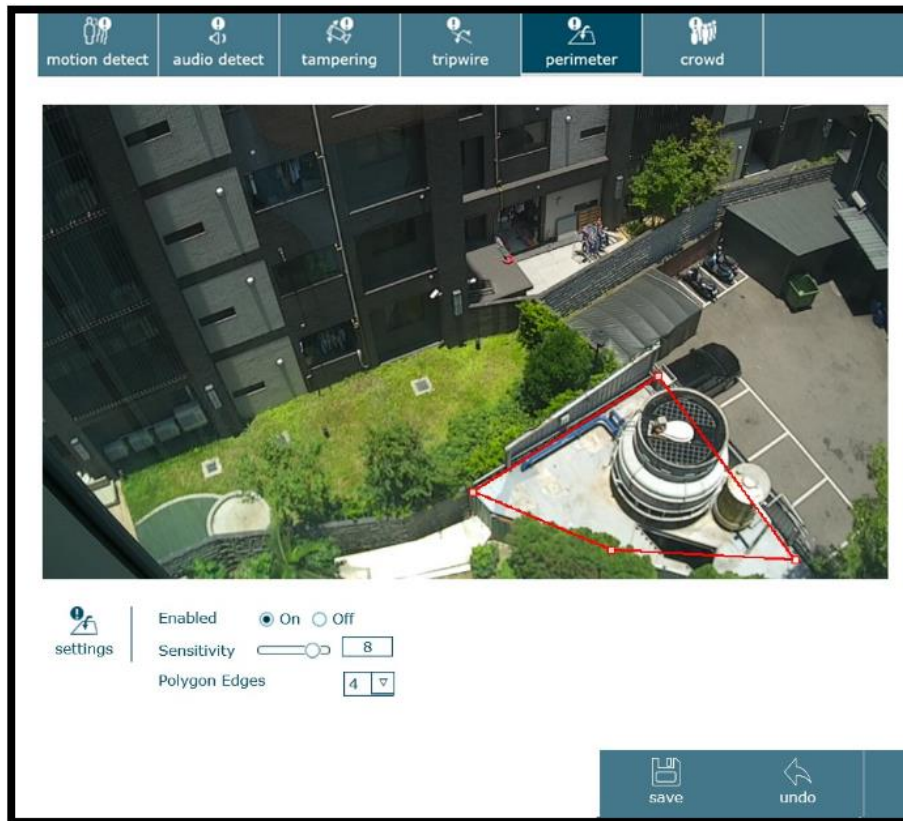 motion detect audio detect tampering tripwire perimeter crowd
settings
Enabled On Off
Sensitivity 8
Polygon Edges 4
save undo